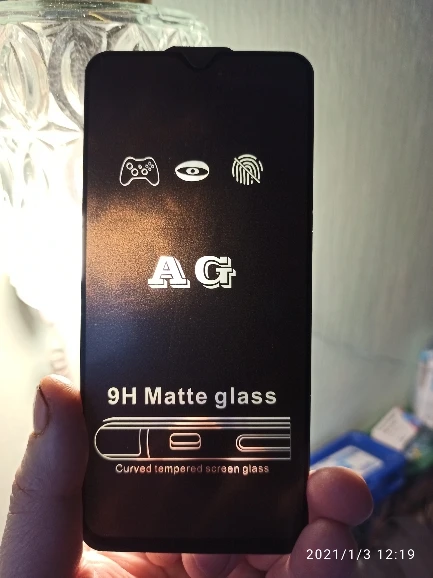 AG
9H Matte glass
Curved tempered screen glass
2021/1/3 12:19